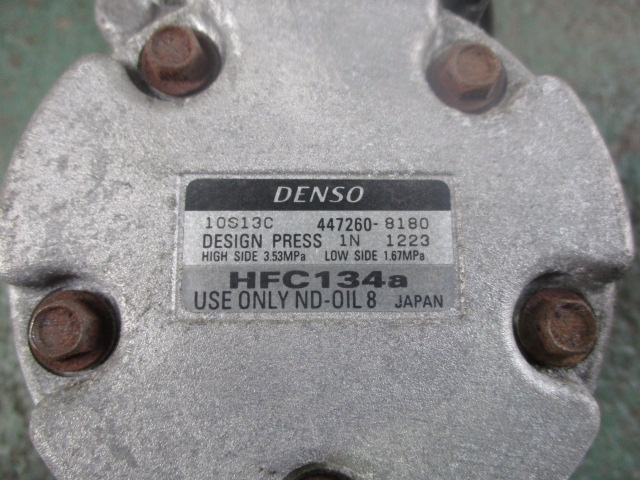 DENSO
10S13C 447260-8180
DESIGN PRESS 1N 1223
HIGH SIDE 3.53MPa LOW SIDE 1.67MPa
HFC134a
USE ONLY ND-OIL 8 JAPAN